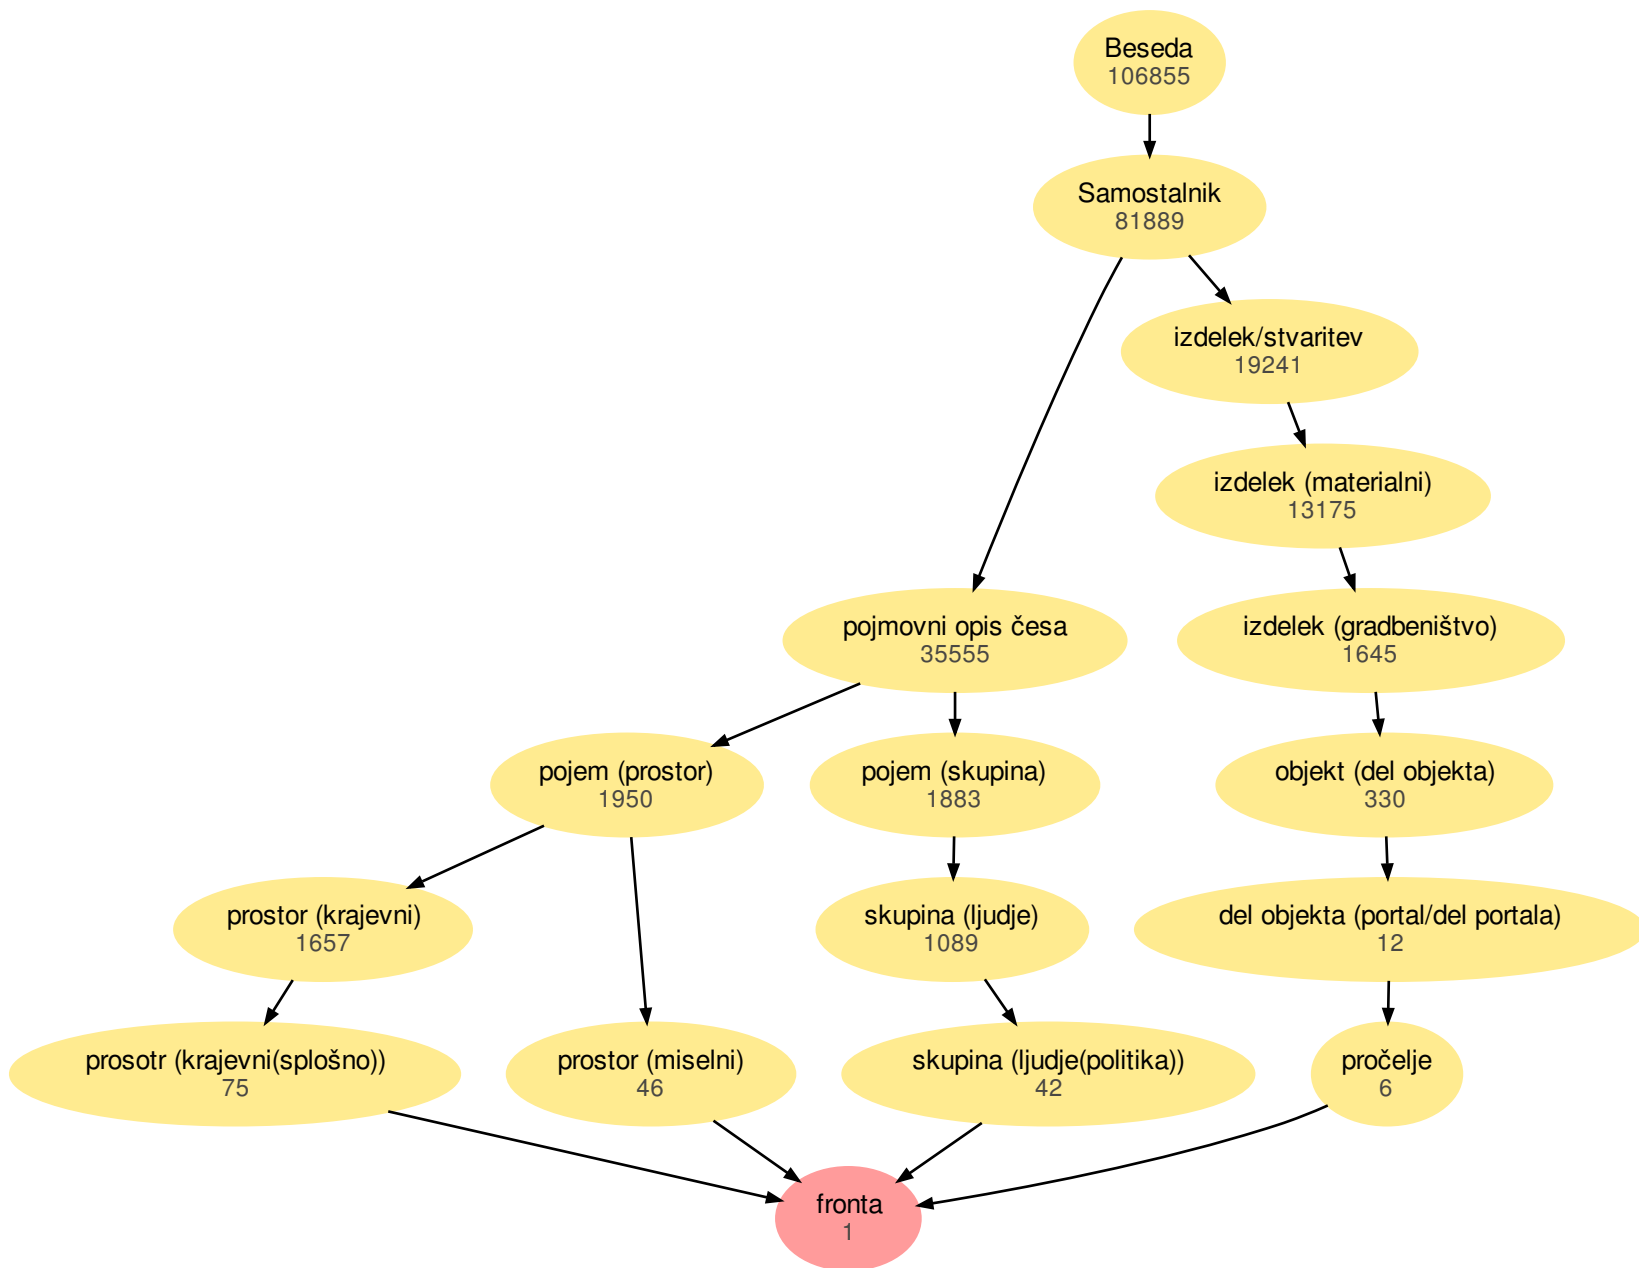 Beseda
106855
Samostalnik
81889
izdelek/stvaritev
19241
izdelek (materialni)
13175
pojmovni opis česa
35555
izdelek (gradbeništvo)
1645
pojem (prostor)
1950
pojem (skupina)
1883
objekt (del objekta)
330
prostor (krajevni)
1657
skupina (ljudje)
1089
del objekta (portal/del portala)
12
prosotr (krajevni(splošno))
75
prostor (miselni)
46
skupina (ljudje(politika))
42
pročelje
6
fronta
1